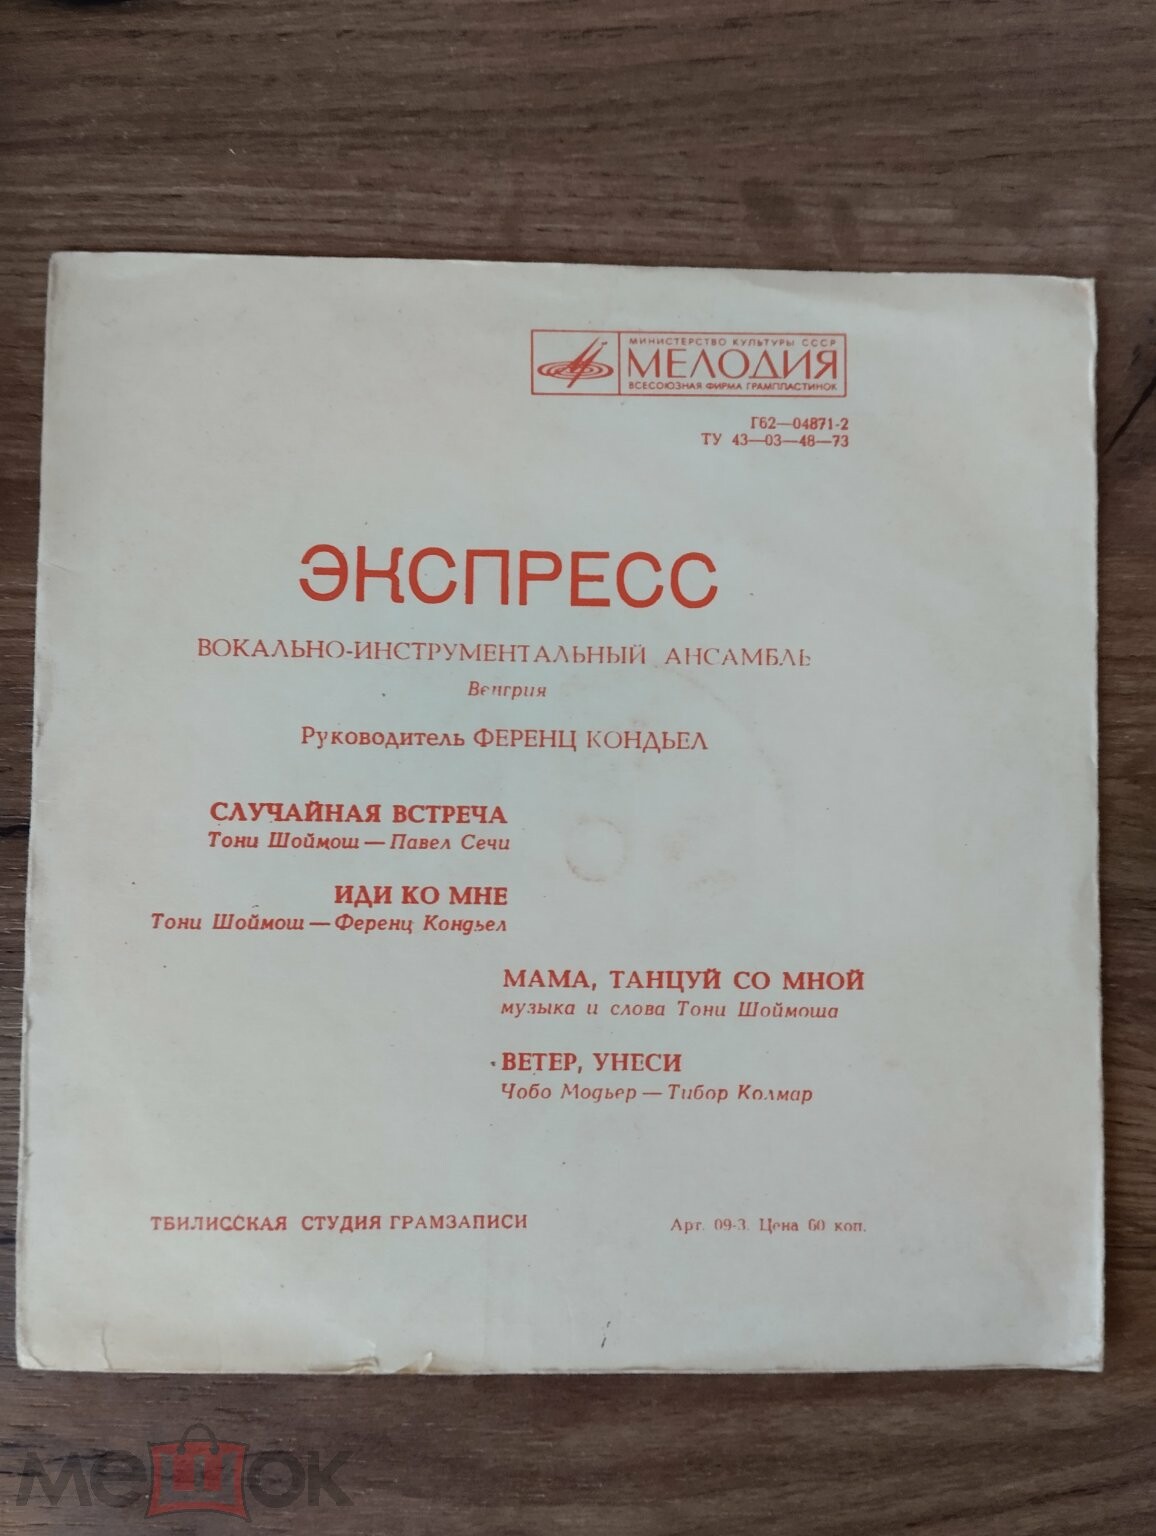 МИНИСТЕРСТВО КУЛЬТУРЫ СССР
МЕЛОДИЯ
ВСЕСОЮЗНАЯ ФИРМА ГРАМПЛАСТИНОК
Г62—04871-2
ТУ 43—03—48—73
ЭКСПРЕСС
ВОКАЛЬНО-ИНСТРУМЕНТАЛЬНЫЙ АНСАМБЛЬ
Венгрия
Руководитель ФЕРЕНЦ КОНДЬЕЛ
СЛУЧАЙНАЯ ВСТРЕЧА
Тони Шоймош — Павел Сечи
ИДИ КО МНЕ
Тони Шоймош — Ференц Кондьел
МАМА, ТАНЦУЙ СО МНОЙ
музыка и слова Тони Шоймоша
ВЕТЕР, УНЕСИ
Чобо Модьер — Тибор Колмар
ТБИЛИССКАЯ СТУДИЯ ГРАМЗАПИСИ
Арт. 09-3. Цена 60 коп.
мешок